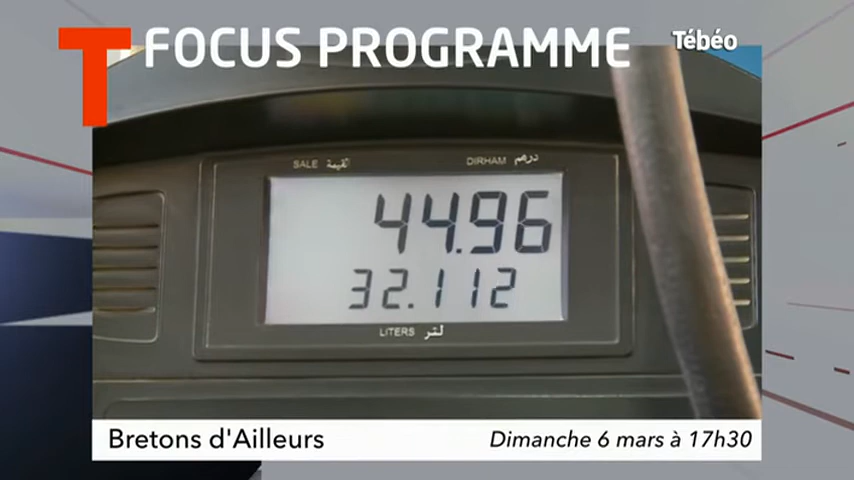 T FOCUS PROGRAMME
Tébéo
SALE القيمة DIRHAM درهم
44.96
32.112
LITERS لتر
Bretons d'Ailleurs
Dimanche 6 mars à 17h30